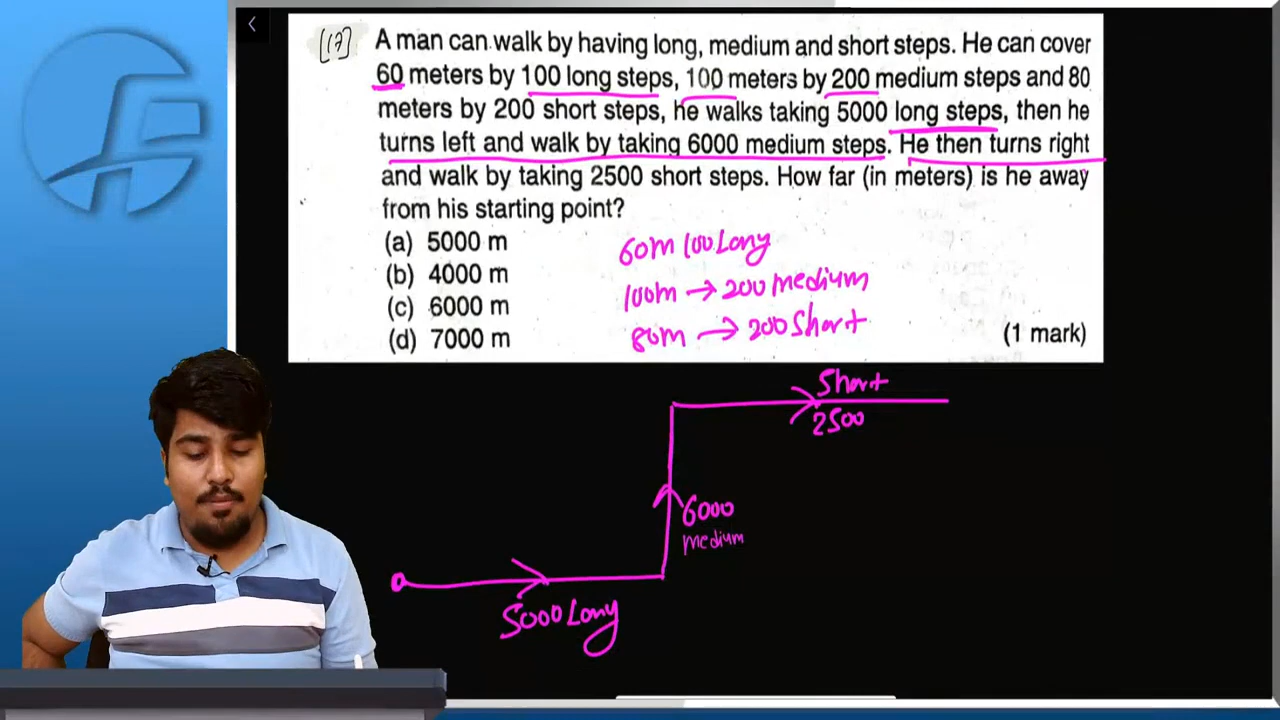 [17] A man can walk by having long, medium and short steps. He can cover
60 meters by 100 long steps, 100 meters by 200 medium steps and 80
meters by 200 short steps, he walks taking 5000 long steps, then he
turns left and walk by taking 6000 medium steps. He then turns right
and walk by taking 2500 short steps. How far (in meters) is he away
from his starting point?
(a) 5000 m
(b) 4000 m
(c) 6000 m
(d) 7000 m
(1 mark)
60m 100 Long
100m → 200 medium
80m → 200 Short
Short
2500
6000
medium
5000 Long